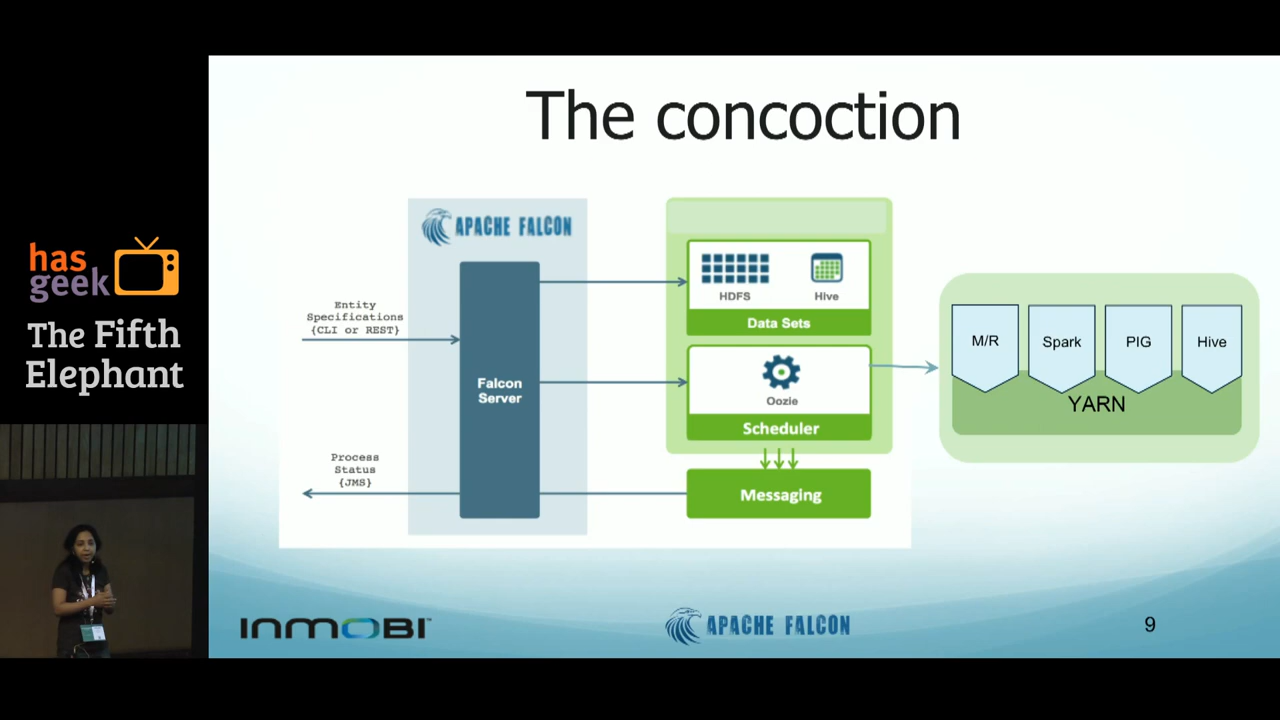 has
geek
The Fifth
Elephant
The concoction
APACHE FALCON
Entity
Specifications
{CLI or REST}
Falcon
Server
Process
Status
{JMS}
HDFS
Hive
Data Sets
Oozie
Scheduler
Messaging
M/R
Spark
PIG
Hive
YARN
INMOBI™
APACHE FALCON
9